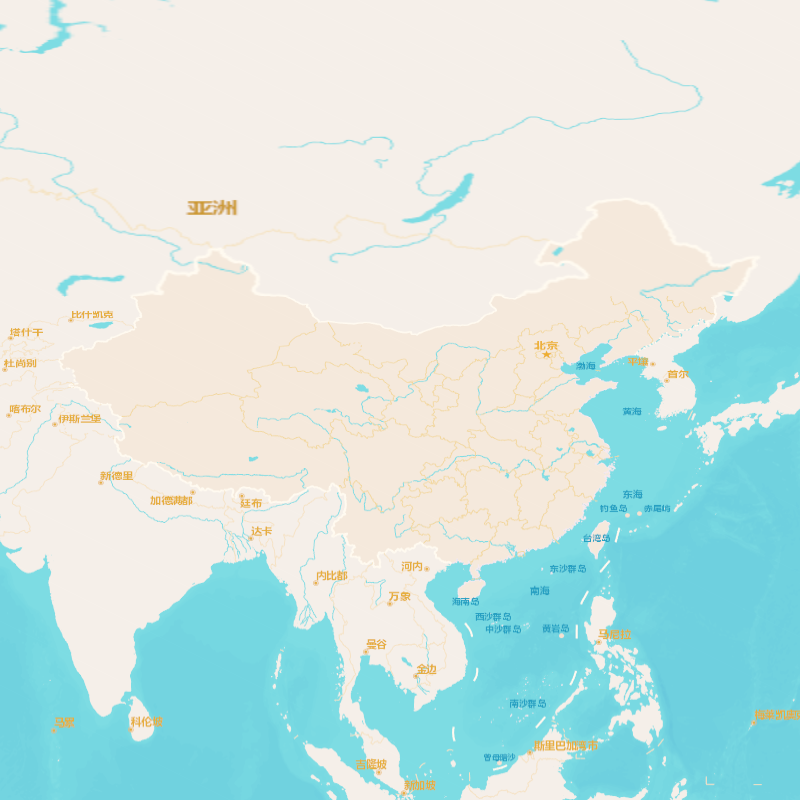 亚洲
比什凯克
塔什干
北京
杜尚别
渤海
平壤
首尔
喀布尔
伊斯兰堡
黄海
新德里
加德满都
廷布
东海
钓鱼岛
赤尾屿
达卡
台湾岛
河内
东沙群岛
内比都
万象
海南岛
南海
西沙群岛
中沙群岛
黄岩岛
马尼拉
曼谷
金边
南沙群岛
马累
科伦坡
斯里巴加湾市
曾母暗沙
吉隆坡
新加坡